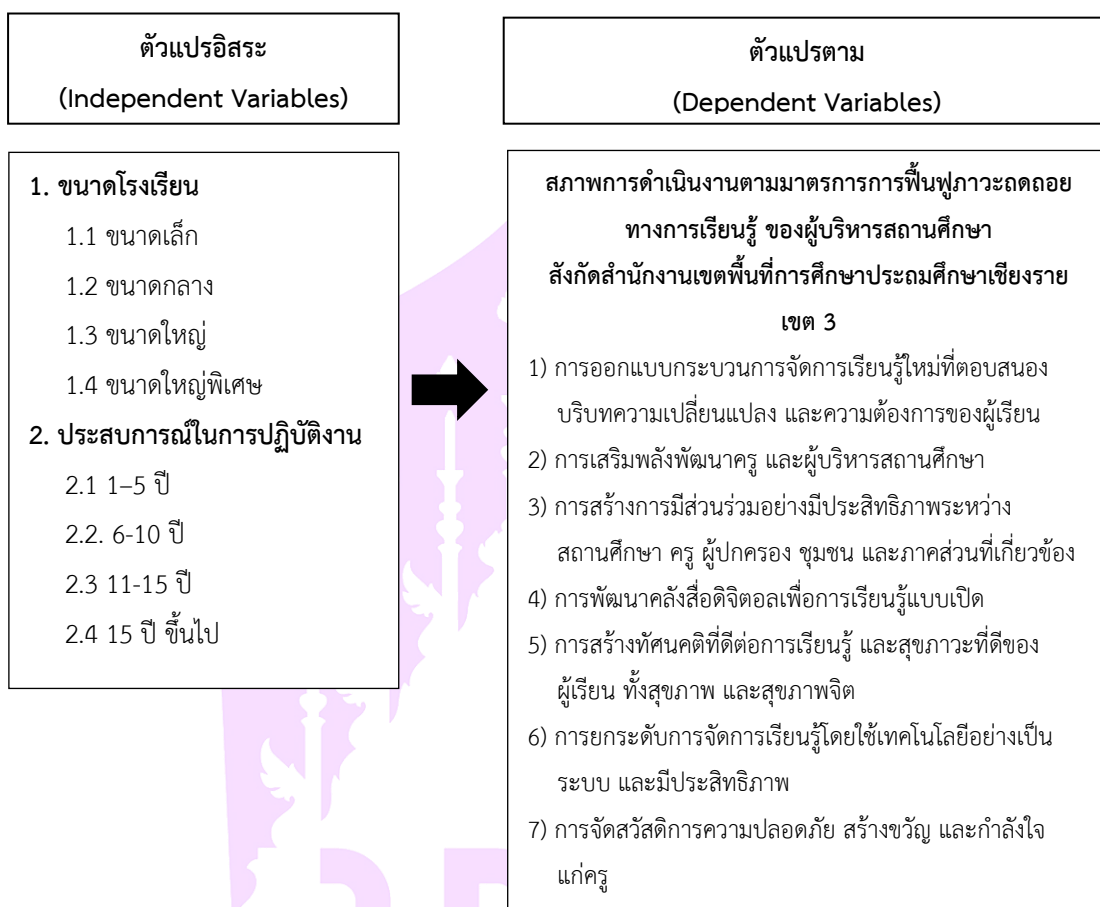 ตัวแปรอิสระ
(Independent Variables)
1. ขนาดโรงเรียน
1.1 ขนาดเล็ก
1.2 ขนาดกลาง
1.3 ขนาดใหญ่
1.4 ขนาดใหญ่พิเศษ
2. ประสบการณ์ในการปฏิบัติงาน
2.1 1–5 ปี
2.2. 6-10 ปี
2.3 11-15 ปี
2.4 15 ปี ขึ้นไป
ตัวแปรตาม
(Dependent Variables)
สภาพการดำเนินงานตามมาตรการการฟื้นฟูภาวะถดถอย
ทางการเรียนรู้ ของผู้บริหารสถานศึกษา
สังกัดสำนักงานเขตพื้นที่การศึกษาประถมศึกษาเชียงราย
เขต 3
1) การออกแบบกระบวนการจัดการเรียนรู้ใหม่ที่ตอบสนอง
บริบทความเปลี่ยนแปลง และความต้องการของผู้เรียน
2) การเสริมพลังพัฒนาครู และผู้บริหารสถานศึกษา
3) การสร้างการมีส่วนร่วมอย่างมีประสิทธิภาพระหว่าง
สถานศึกษา ครู ผู้ปกครอง ชุมชน และภาคส่วนที่เกี่ยวข้อง
4) การพัฒนาคลังสื่อดิจิตอลเพื่อการเรียนรู้แบบเปิด
5) การสร้างทัศนคติที่ดีต่อการเรียนรู้ และสุขภาวะที่ดีของ
ผู้เรียน ทั้งสุขภาพ และสุขภาพจิต
6) การยกระดับการจัดการเรียนรู้โดยใช้เทคโนโลยีอย่างเป็น
ระบบ และมีประสิทธิภาพ
7) การจัดสวัสดิการความปลอดภัย สร้างขวัญ และกำลังใจ
แก่ครู